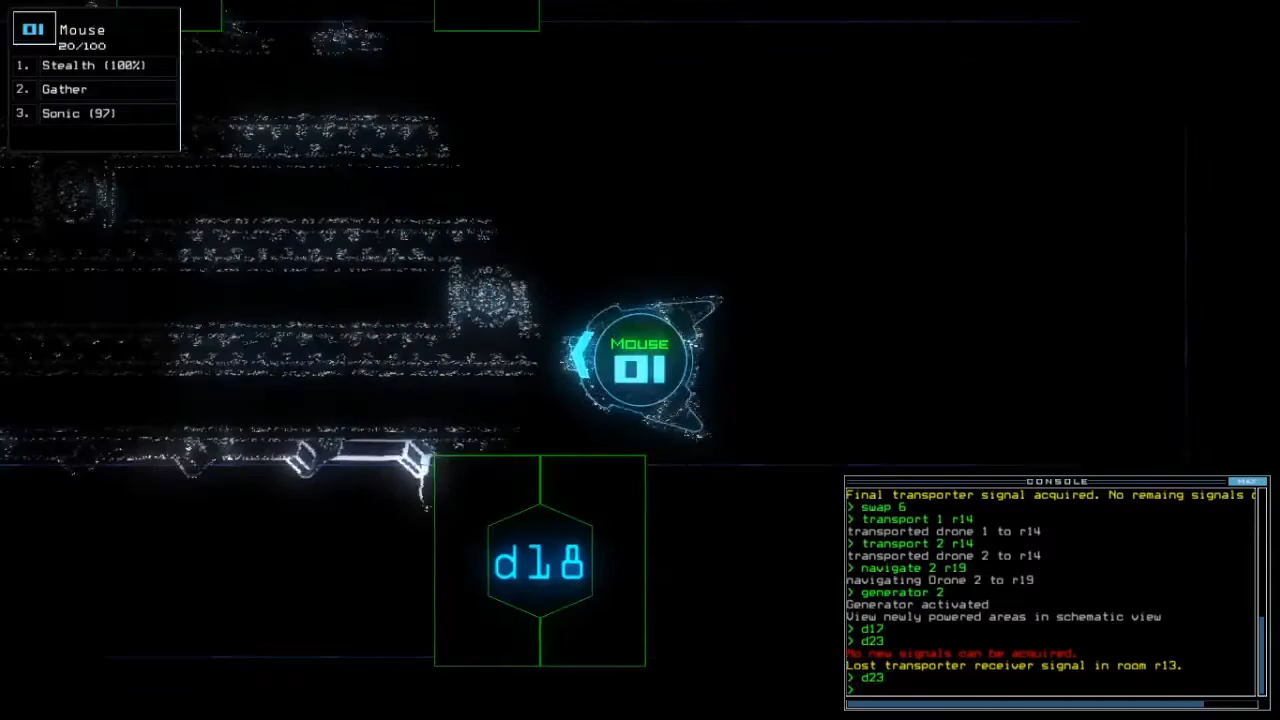 01 Mouse
20/100
1. Stealth (100%)
2. Gather
3. Sonic (97)
Mouse
01
d18
CONSOLE
Final transporter signal acquired. No remaing signals
> swap 6
> transport 1 r14
transported drone 1 to r14
> transport 2 r14
transported drone 2 to r14
> navigate 2 r19
navigating Drone 2 to r19
> generator 2
Generator activated
View newly powered areas in schematic view
> d17
> d23
No new signals can be acquired.
Lost transporter receiver signal in room r13.
> d23
>